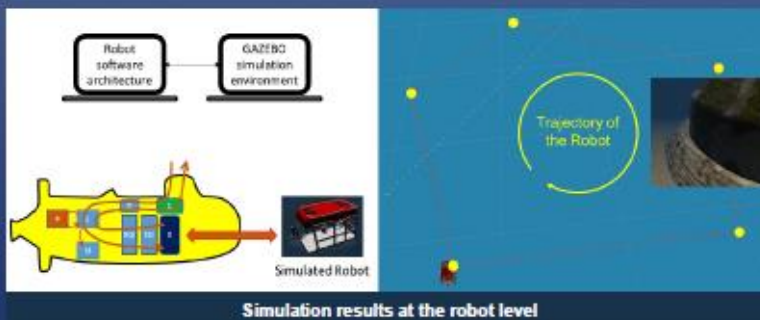 Robot
software
architecture
GAZEBO
simulation
environment
Trajectory of
the Robot
Simulated Robot
Simulation results at the robot level